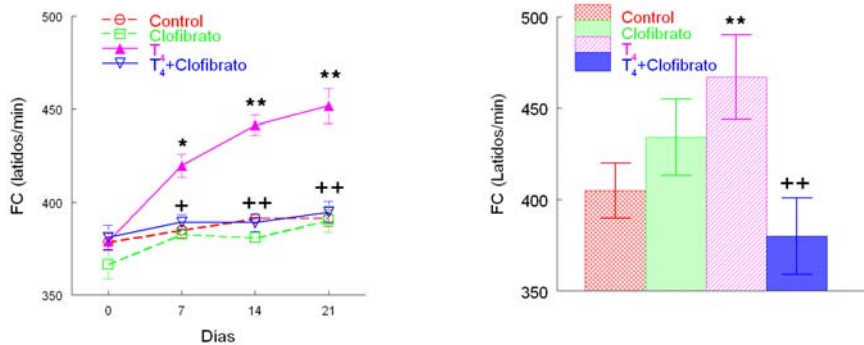 500
450
400
350
FC (latidos/min)
Control
Clofibrato
T4
T4+Clofibrato
*
**
**
+
++
++
0 7 14 21
Dias
500
450
400
350
FC (Latidos/min)
Control
Clofibrato
T4
T4+Clofibrato
**
++